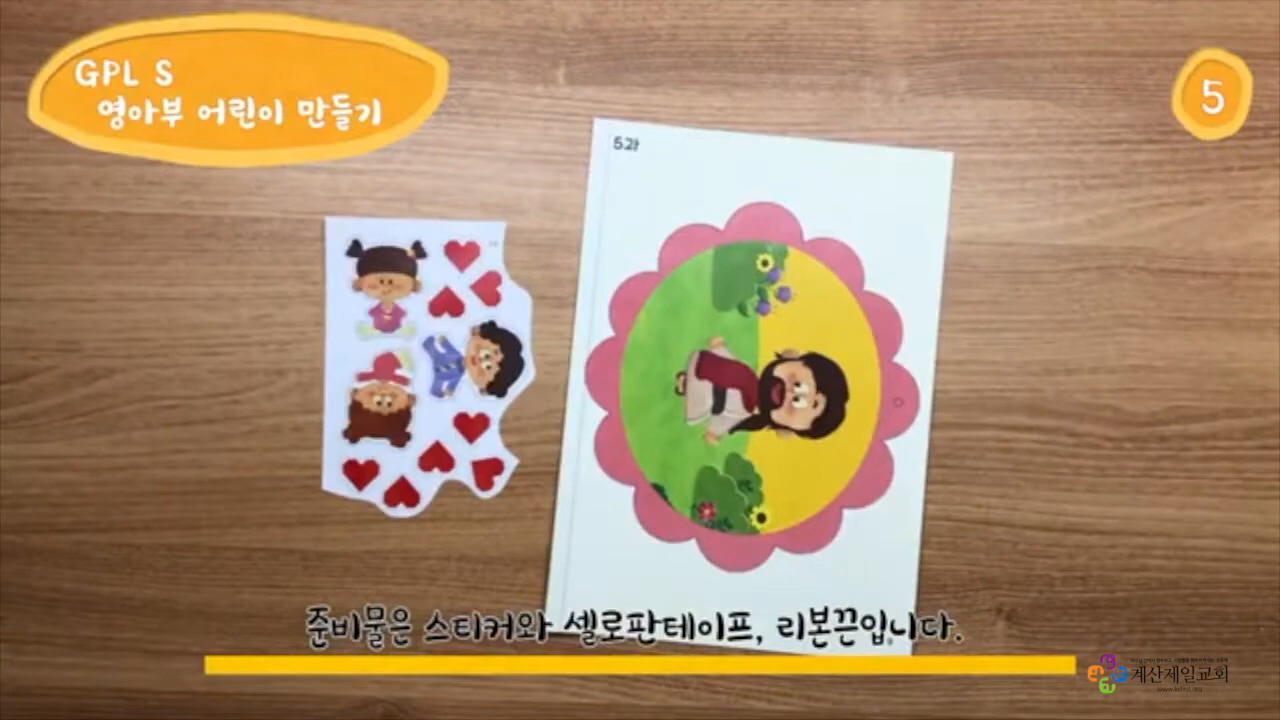 GPL S
영아부 어린이 만들기
5
5과
준비물은 스티커와 셀로판테이프, 리본끈입니다.
계산제일교회